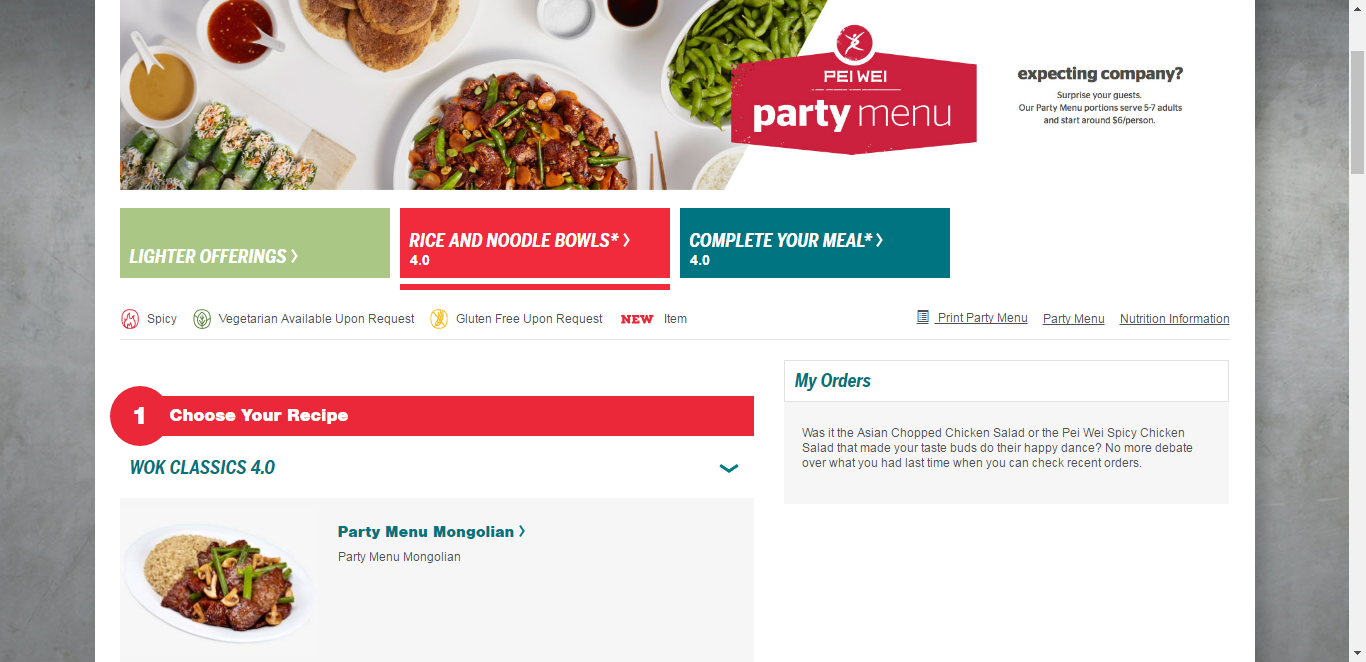 PEI WEI
party menu
expecting company?
Surprise your guests.
Our Party Menu portions serve 5-7 adults
and start around $6/person.
LIGHTER OFFERINGS >
RICE AND NOODLE BOWLS* >
4.0
COMPLETE YOUR MEAL* >
4.0
Spicy
Vegetarian Available Upon Request
Gluten Free Upon Request
NEW Item
Print Party Menu
Party Menu
Nutrition Information
1 Choose Your Recipe
WOK CLASSICS 4.0
Party Menu Mongolian >
Party Menu Mongolian
My Orders
Was it the Asian Chopped Chicken Salad or the Pei Wei Spicy Chicken
Salad that made your taste buds do their happy dance? No more debate
over what you had last time when you can check recent orders.